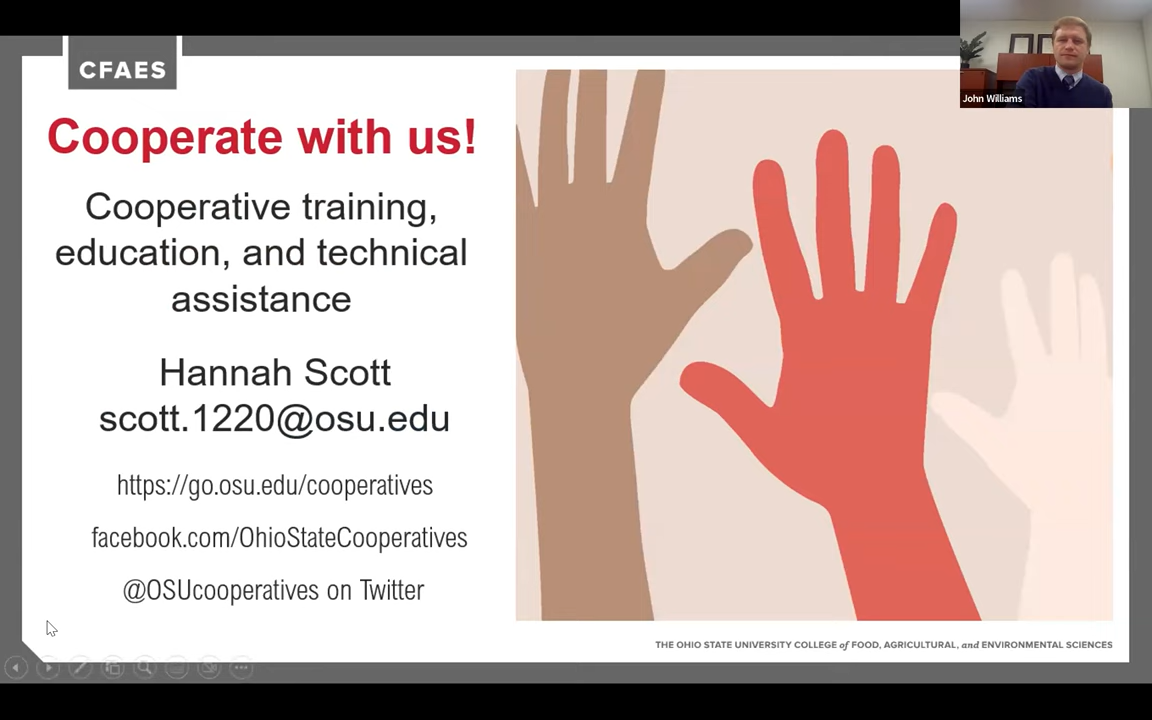 CFAES
John Williams
Cooperate with us!
Cooperative training,
education, and technical
assistance
Hannah Scott
scott.1220@osu.edu
https://go.osu.edu/cooperatives
facebook.com/OhioStateCooperatives
@OSUcooperatives on Twitter
THE OHIO STATE UNIVERSITY COLLEGE of FOOD, AGRICULTURAL, and ENVIRONMENTAL SCIENCES